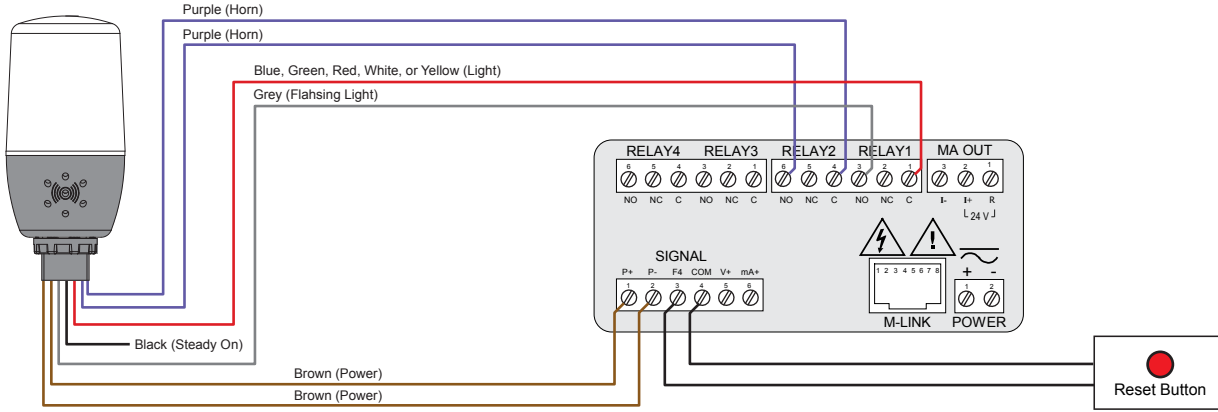 Purple (Horn)
Purple (Horn)
Blue, Green, Red, White, or Yellow (Light)
Grey (Flahsing Light)
RELAY4 RELAY3 RELAY2 RELAY1 MA OUT
6 5 4 3 2 1 6 5 4 3 2 1 3 2 1
NO NC C NO NC C NO NC C NO NC C I- I+ R
24 V
SIGNAL
P+ P- F4 COM V+ mA+
1 2 3 4 5 6
1 2 3 4 5 6 7 8
+ -
1 2
M-LINK POWER
Black (Steady On)
Brown (Power)
Brown (Power)
Reset Button